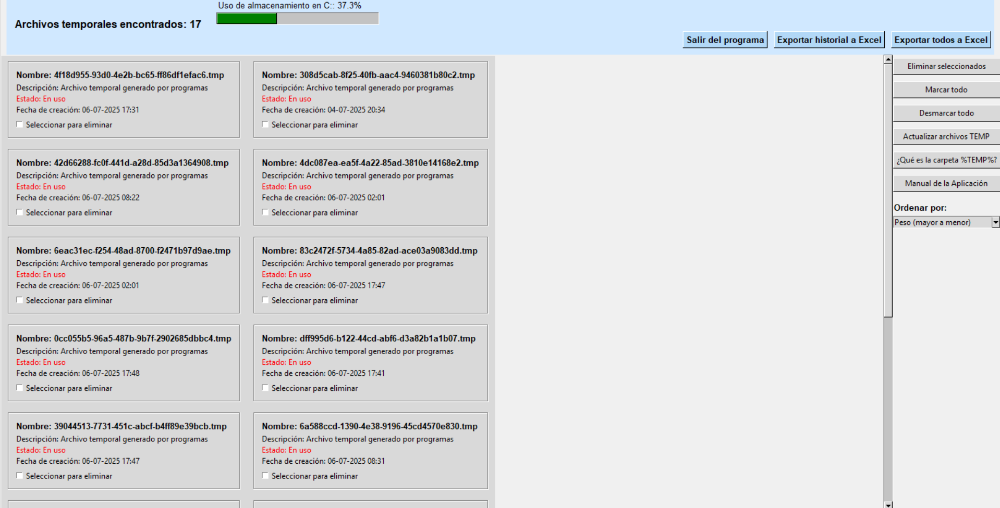 Uso de almacenamiento en C:: 37.3%
Archivos temporales encontrados: 17
Salir del programa
Exportar historial a Excel
Exportar todos a Excel
Nombre: 4f18d955-93d0-4e2b-bc65-ff86df1efac6.tmp
Descripción: Archivo temporal generado por programas
Estado: En uso
Fecha de creación: 06-07-2025 17:31
Seleccionar para eliminar
Nombre: 308d5cab-8f25-40fb-aac4-9460381b80c2.tmp
Descripción: Archivo temporal generado por programas
Estado: En uso
Fecha de creación: 04-07-2025 20:34
Seleccionar para eliminar
Nombre: 42d66288-fc0f-441d-a28d-85d3a1364908.tmp
Descripción: Archivo temporal generado por programas
Estado: En uso
Fecha de creación: 06-07-2025 08:22
Seleccionar para eliminar
Nombre: 4dc087ea-ea5f-4a22-85ad-3810e14168e2.tmp
Descripción: Archivo temporal generado por programas
Estado: En uso
Fecha de creación: 06-07-2025 02:01
Seleccionar para eliminar
Nombre: 6eac31ec-f254-48ad-8700-f2471b97d9ae.tmp
Descripción: Archivo temporal generado por programas
Estado: En uso
Fecha de creación: 06-07-2025 02:01
Seleccionar para eliminar
Nombre: 83c2472f-5734-4a85-82ad-ace03a9083dd.tmp
Descripción: Archivo temporal generado por programas
Estado: En uso
Fecha de creación: 06-07-2025 17:47
Seleccionar para eliminar
Nombre: 0cc055b5-96a5-487b-9b7f-2902685dbbc4.tmp
Descripción: Archivo temporal generado por programas
Estado: En uso
Fecha de creación: 06-07-2025 17:48
Seleccionar para eliminar
Nombre: dff995d6-b122-44cd-abf6-d3a82b1a1b07.tmp
Descripción: Archivo temporal generado por programas
Estado: En uso
Fecha de creación: 06-07-2025 17:41
Seleccionar para eliminar
Nombre: 39044513-7731-451c-abcf-b4ff89e39bcb.tmp
Descripción: Archivo temporal generado por programas
Estado: En uso
Fecha de creación: 06-07-2025 17:47
Seleccionar para eliminar
Nombre: 6a588ccd-1390-4e38-9196-45cd4570e830.tmp
Descripción: Archivo temporal generado por programas
Estado: En uso
Fecha de creación: 06-07-2025 08:31
Seleccionar para eliminar
Eliminar seleccionados
Marcar todo
Desmarcar todo
Actualizar archivos TEMP
¿Qué es la carpeta %TEMP%?
Manual de la Aplicación
Ordenar por:
Peso (mayor a menor)